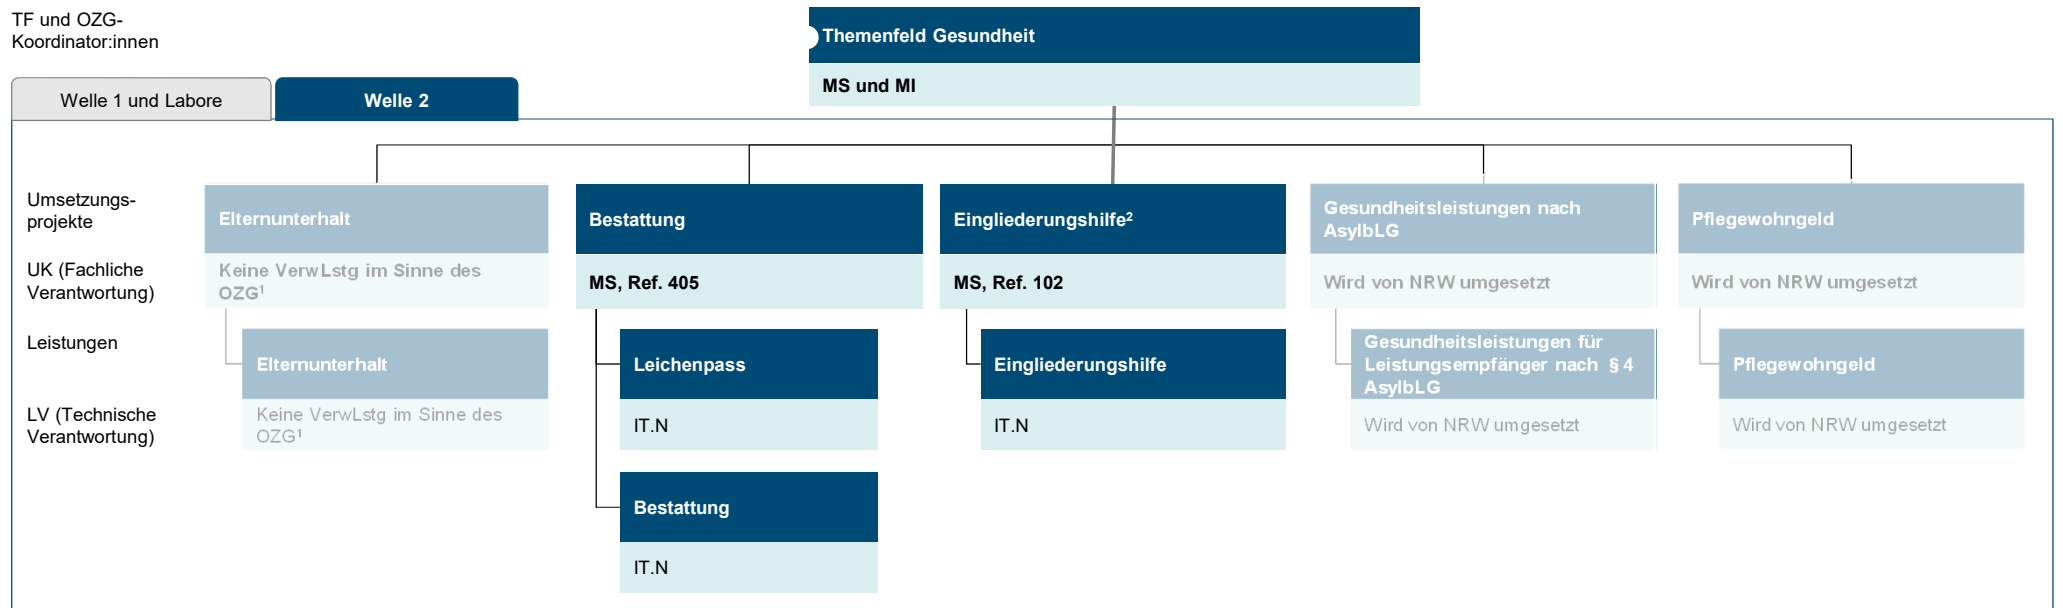 TF und OZG-
Koordinator:innen
Themenfeld Gesundheit
MS und MI
Welle 1 und Labore
Welle 2
Umsetzungs-
projekte
Elternunterhalt
Bestattung
Eingliederungshilfe²
Gesundheitsleistungen nach
AsylbLG
Pflegewohngeld
UK (Fachliche
Verantwortung)
Keine VerwLstg im Sinne des
OZG¹
MS, Ref. 405
MS, Ref. 102
Wird von NRW umgesetzt
Wird von NRW umgesetzt
Leistungen
Elternunterhalt
Leichenpass
Eingliederungshilfe
Gesundheitsleistungen für
Leistungsempfänger nach § 4
AsylbLG
Pflegewohngeld
LV (Technische
Verantwortung)
Keine VerwLstg im Sinne des
OZG¹
IT.N
IT.N
Wird von NRW umgesetzt
Wird von NRW umgesetzt
Bestattung
IT.N